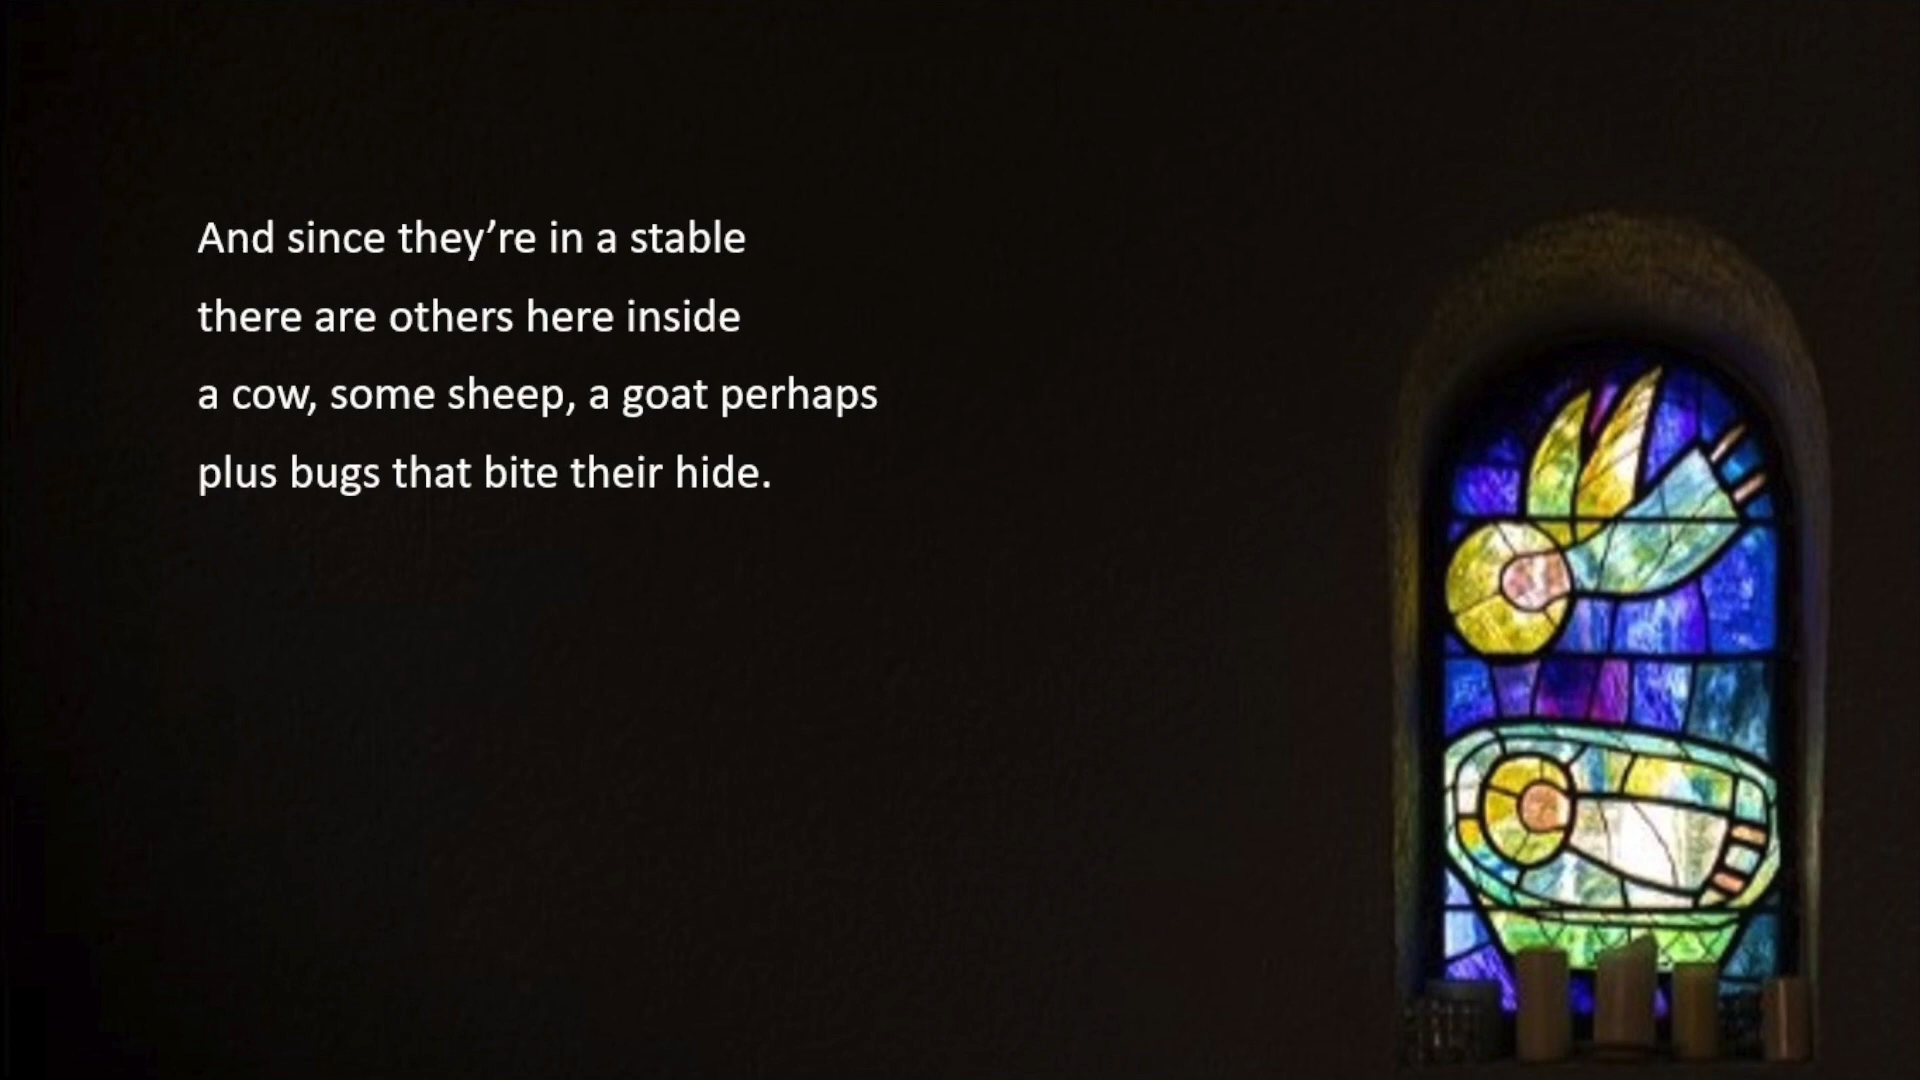 And since they’re in a stable
there are others here inside
a cow, some sheep, a goat perhaps
plus bugs that bite their hide.